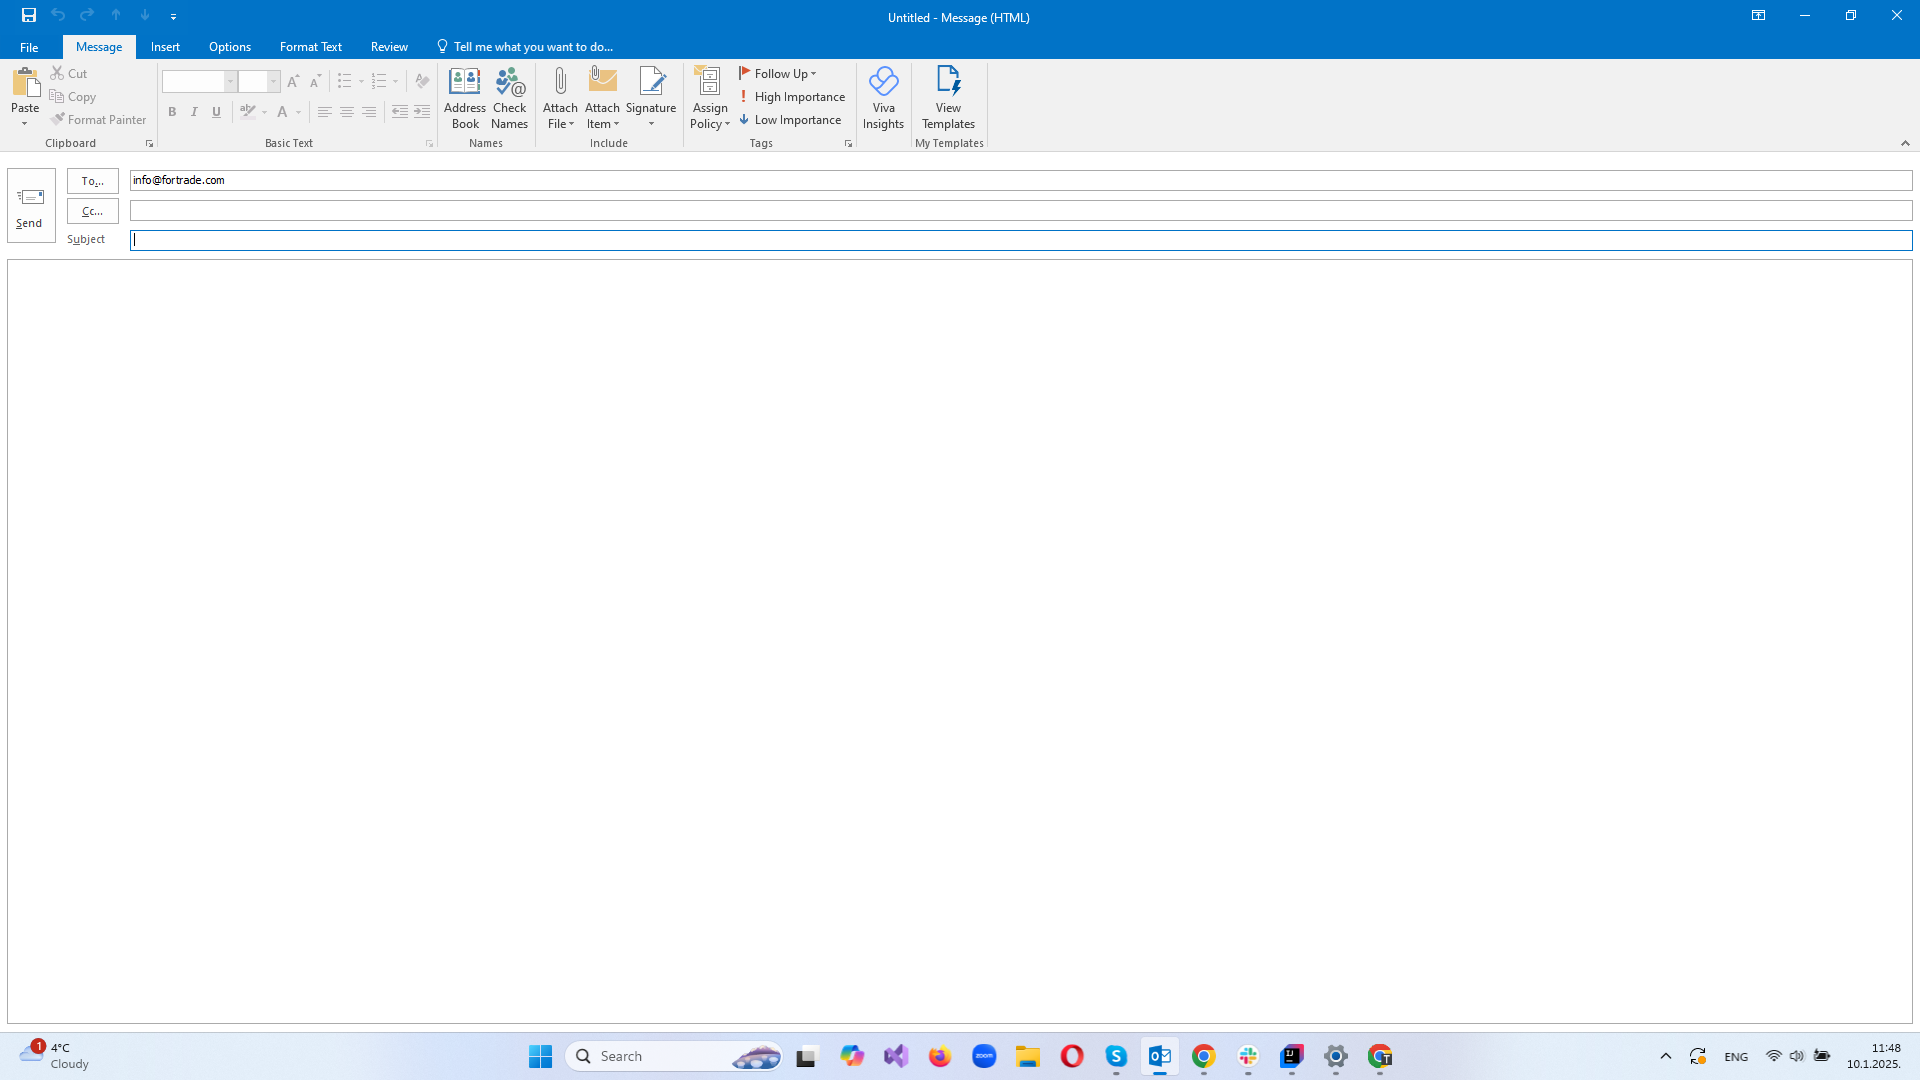 Untitled - Message (HTML)
File Message Insert Options Format Text Review Tell me what you want to do...
Paste
Cut
Copy
Format Painter
Clipboard
B I U ab A
Basic Text
Address Book
Check Names
Names
Attach File
Attach Item
Signature
Include
Assign Policy
Follow Up
High Importance
Low Importance
Tags
Viva Insights
View Templates
My Templates
Send
To... info@fortrade.com
Cc...
Subject
1
4°C
Cloudy
Search
zoom
ENG
11:48
10.1.2025.